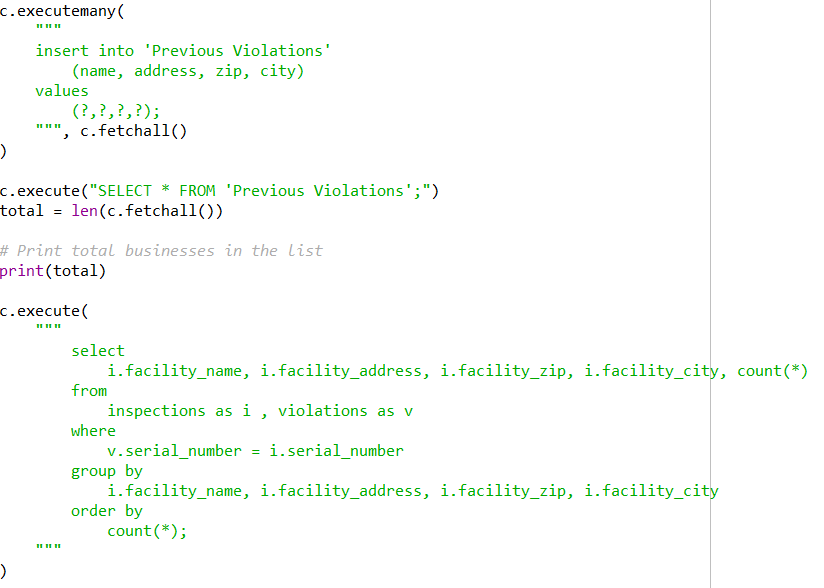 c.executemany(
    """
    insert into 'Previous Violations'
        (name, address, zip, city)
    values
        (?,?,?,?);
    """, c.fetchall()
)

c.execute("SELECT * FROM 'Previous Violations';")
total = len(c.fetchall())

# Print total businesses in the list
print(total)

c.execute(
    """
        select
            i.facility_name, i.facility_address, i.facility_zip, i.facility_city, count(*)
        from
            inspections as i , violations as v
        where
            v.serial_number = i.serial_number
        group by
            i.facility_name, i.facility_address, i.facility_zip, i.facility_city
        order by
            count(*);
    """
)